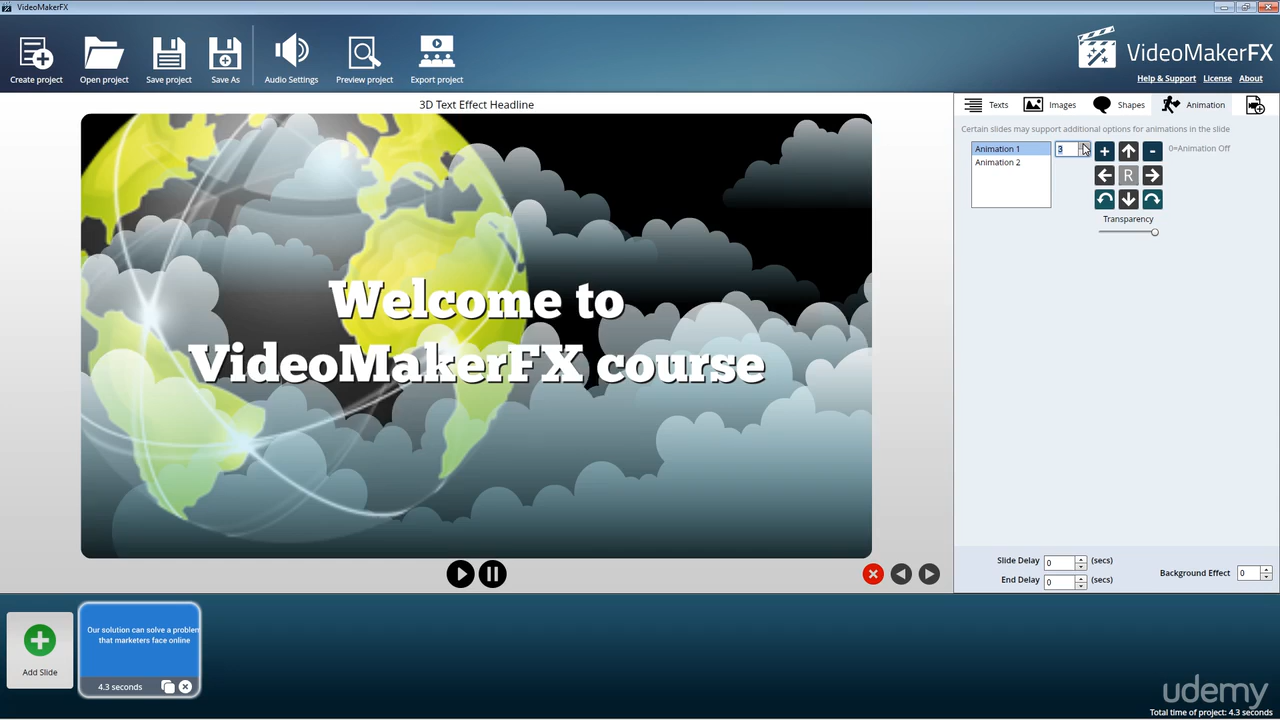 VideoMakerFX
Create project
Open project
Save project
Save As
Audio Settings
Preview project
Export project
VideoMakerFX
Help & Support License About
3D Text Effect Headline
Texts
Images
Shapes
Animation
Certain slides may support additional options for animations in the slide
Animation 1
Animation 2
3
+
-
R
0=Animation Off
Transparency
Welcome to
VideoMakerFX course
Slide Delay 0 (secs)
End Delay 0 (secs)
Background Effect 0
Add Slide
Our solution can solve a problem
that marketers face online
4.3 seconds
udemy
Total time of project: 4.3 seconds